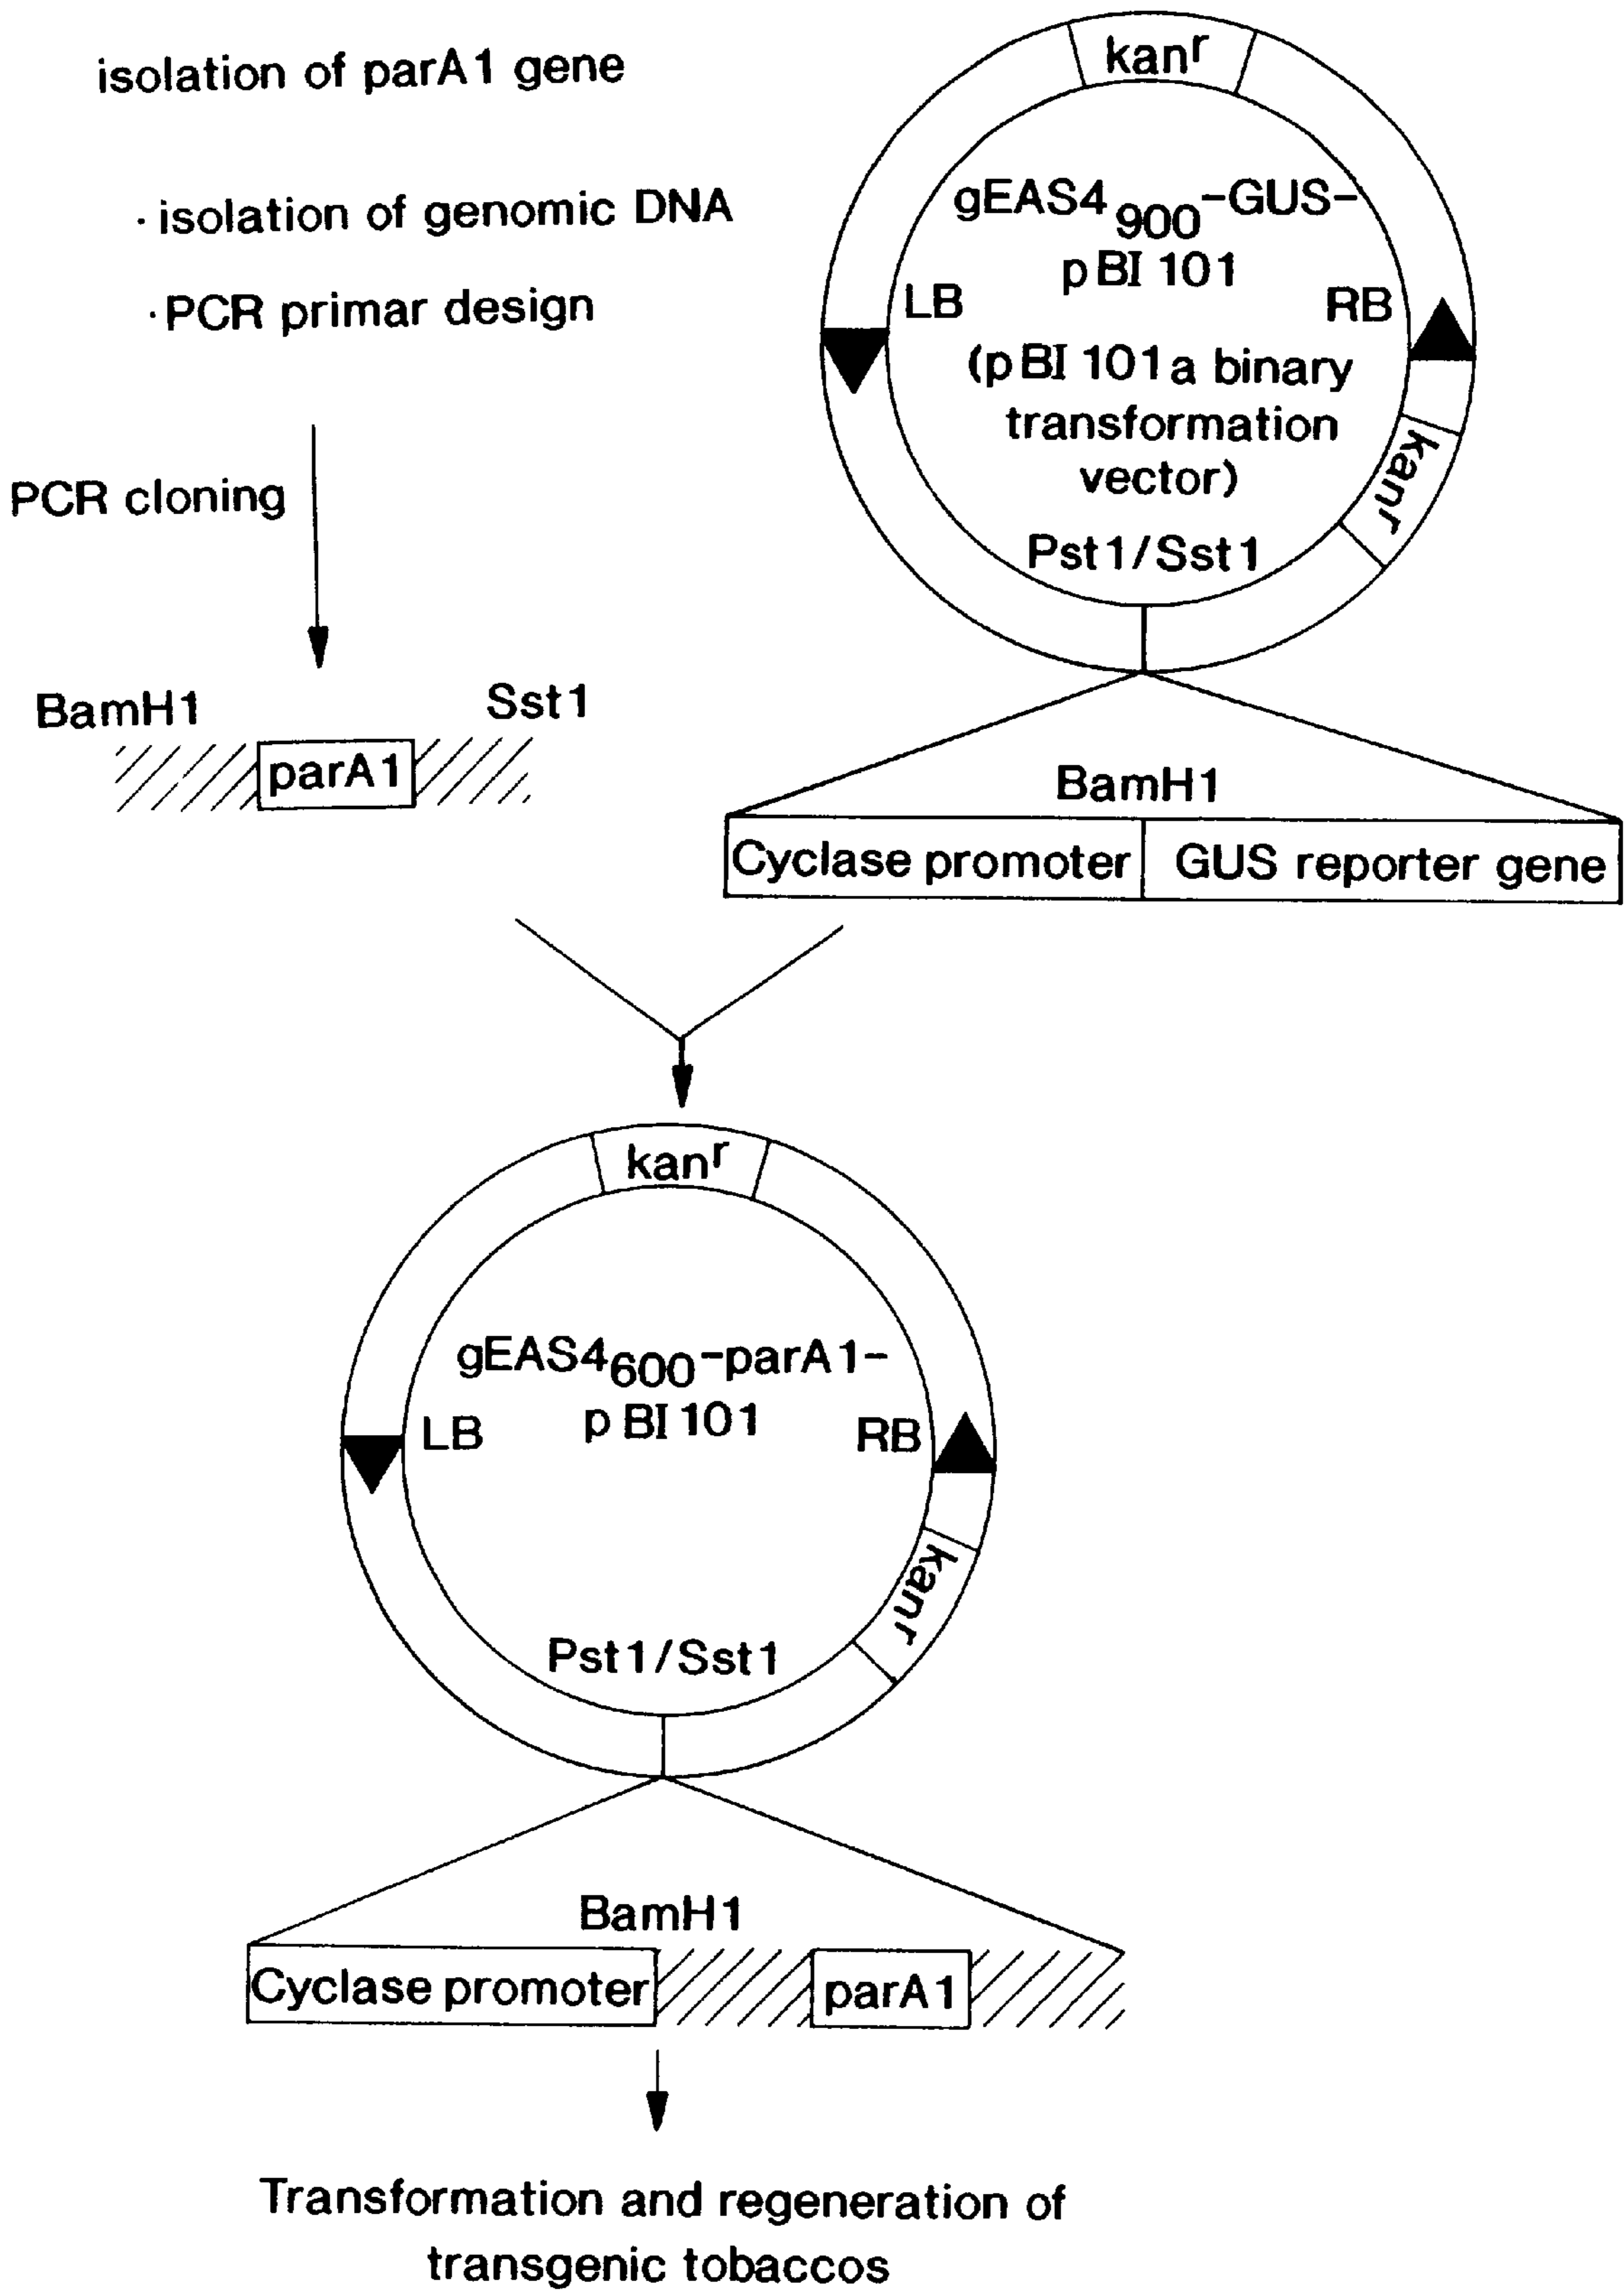 isolation of parA1 gene
· isolation of genomic DNA
· PCR primar design
PCR cloning
BamH1
Sst1
parA1
kanʳ
gEAS4₉₀₀-GUS-
pBI 101
LB
RB
(pBI 101a binary
transformation
vector)
kanʳ
Pst1/Sst1
BamH1
Cyclase promoter
GUS reporter gene
kanʳ
gEAS4₆₀₀-parA1-
pBI 101
LB
RB
kanʳ
Pst1/Sst1
BamH1
Cyclase promoter
parA1
Transformation and regeneration of
transgenic tobaccos